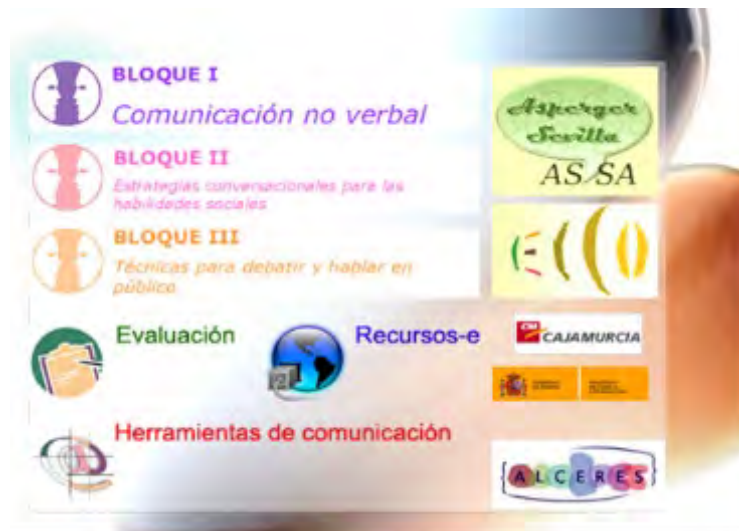 BLOQUE I
Comunicación no verbal
BLOQUE II
Estrategias conversacionales para las
habilidades sociales
BLOQUE III
Técnicas para debatir y hablar en
público
Evaluación
Recursos-e
Herramientas de comunicación
Asperger
Sevilla
AS/SA
CM CAJAMURCIA
ALCERES